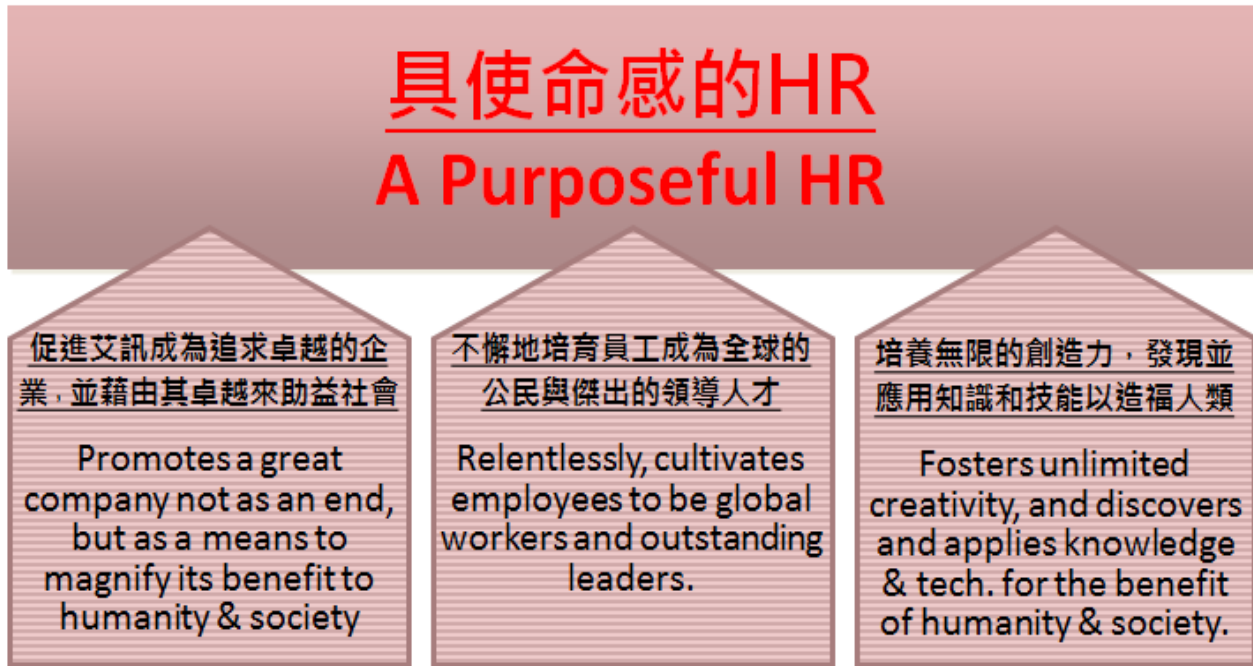 具使命感的HR
A Purposeful HR
促進艾訊成為追求卓越的企
業，並藉由其卓越來助益社會
Promotes a great
company not as an end,
but as a means to
magnify its benefit to
humanity & society
不懈地培育員工成為全球的
公民與傑出的領導人才
Relentlessly, cultivates
employees to be global
workers and outstanding
leaders.
培養無限的創造力，發現並
應用知識和技能以造福人類
Fosters unlimited
creativity, and discovers
and applies knowledge
& tech. for the benefit
of humanity & society.